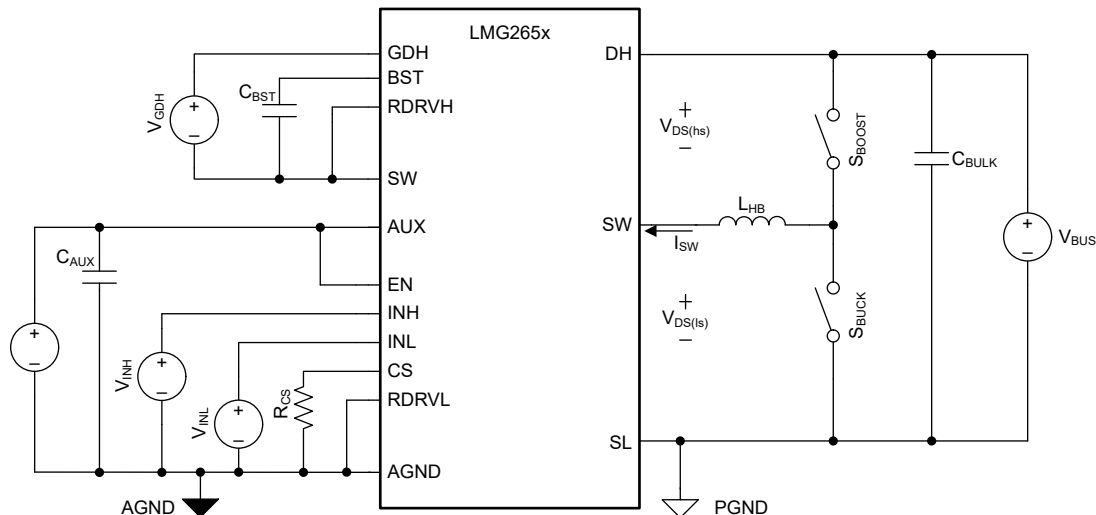 LMG265x
GDH
BST
RDRVH
SW
AUX
EN
INH
INL
CS
RDRVL
AGND
DH
SW
SL
V_GDH
+
–
C_BST
C_AUX
+
–
V_INH
+
–
V_INL
+
–
R_CS
AGND
+
V_DS(hs)
–
I_SW
L_HB
+
V_DS(ls)
–
S_BOOST
S_BUCK
C_BULK
+
–
V_BUS
PGND